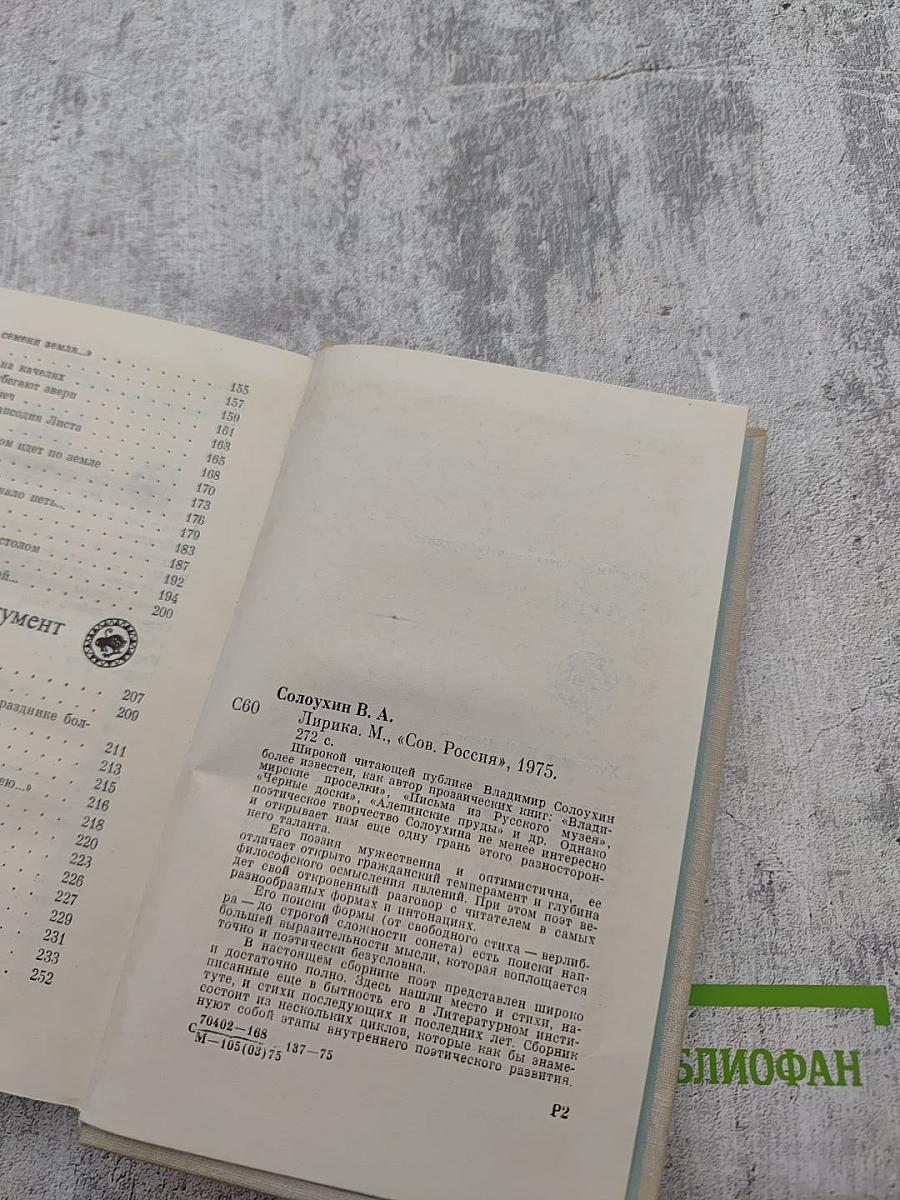 семени земля...»
155
на качелях
157
159
161
апсодия Листа
163
165
168
ом идет по земле
170
173
176
179
183
столом
187
192
194
200
207
209
разднике бол-
211
213
215
216
218
220
223
226
227
229
231
233
252
Солоухин В. А.
С60
Лирика. М., «Сов. Россия», 1975.
272 с.
Широкой читающей публике Владимир Солоухин
более известен, как автор прозаических книг: «Влади-
мирские проселки», «Письма из Русского музея»,
«Черные доски», «Алепинские пруды» и др. Однако
поэтическое творчество Солоухина не менее интересно
и открывает нам еще одну грань этого разносторон-
него таланта.
Его поэзия мужественна и оптимистична, ее
отличает открыто гражданский темперамент и глубина
философского осмысления явлений. При этом поэт ве-
дет свой откровенный разговор с читателем в самых
разнообразных формах и интонациях.
Его поиски формы (от свободного стиха — верлиб-
ра — до строгой сложности сонета) есть поиски наи-
большей выразительности мысли, которая воплощается
точно и поэтически безусловна.
В настоящем сборнике поэт представлен широко
и достаточно полно. Здесь нашли место и стихи, на-
писанные еще в бытность его в Литературном инсти-
туте, и стихи последующих и последних лет. Сборник
состоит из нескольких циклов, которые как бы знаме-
нуют собой этапы внутреннего поэтического развития.
С 70402—168
М—105(03)75 —137—75
Р2
БЛИОФАН